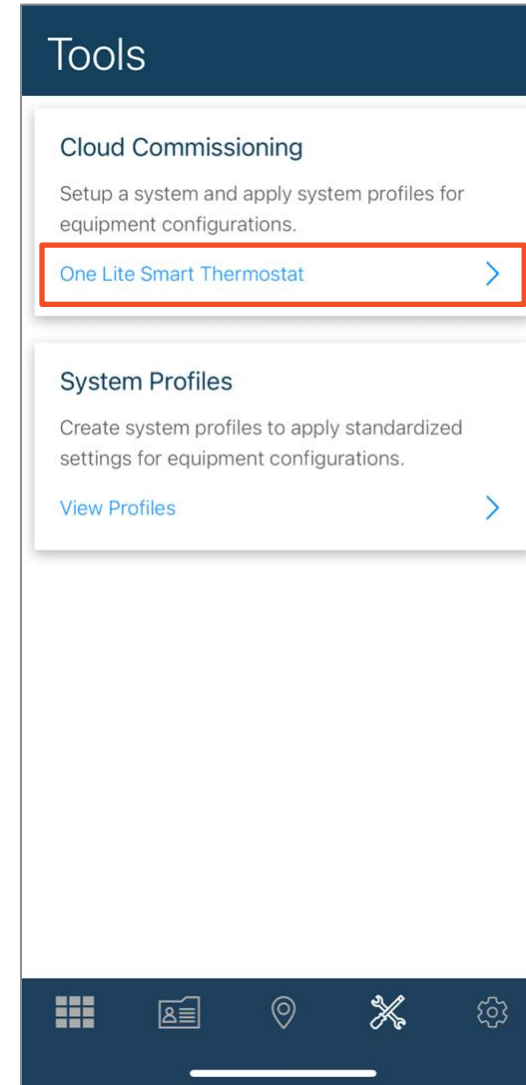 Tools
Cloud Commissioning
Setup a system and apply system profiles for
equipment configurations.
One Lite Smart Thermostat
System Profiles
Create system profiles to apply standardized
settings for equipment configurations.
View Profiles